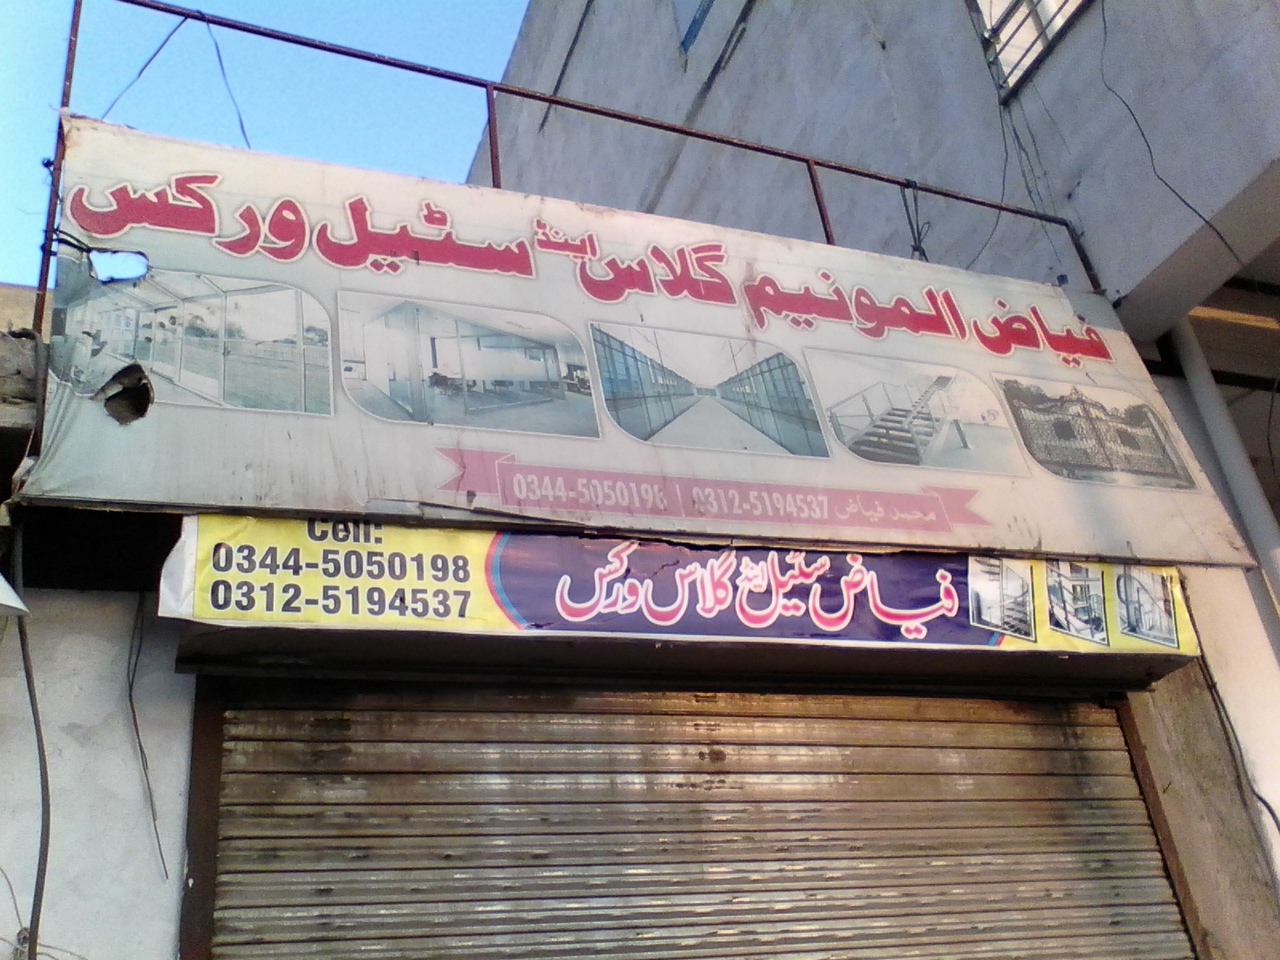 فیاض المونیم گلاس اینڈ سٹیل ورکس
محمد فیاض 0312-5194537 | 0344-5050198
Cell:
0344-5050198
0312-5194537
فیاض سٹیل اینڈ گلاس ورکس